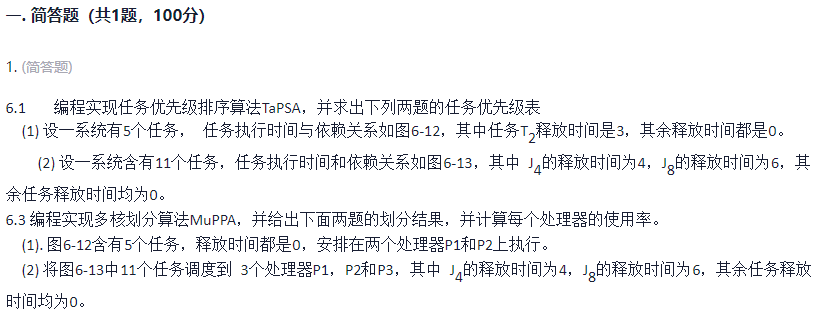 一. 简答题（共1题，100分）
1. (简答题)
6.1 编程实现任务优先级排序算法TaPSA，并求出下列两题的任务优先级表
(1) 设一系统有5个任务， 任务执行时间与依赖关系如图6-12，其中任务T2释放时间是3，其余释放时间都是0。
(2) 设一系统含有11个任务，任务执行时间和依赖关系如图6-13，其中 J4的释放时间为4，J8的释放时间为6，其
余任务释放时间均为0。
6.3 编程实现多核划分算法MuPPA，并给出下面两题的划分结果，并计算每个处理器的使用率。
(1). 图6-12含有5个任务，释放时间都是0，安排在两个处理器P1和P2上执行。
(2) 将图6-13中11个任务调度到 3个处理器P1，P2和P3，其中 J4的释放时间为4，J8的释放时间为6，其余任务释放
时间均为0。